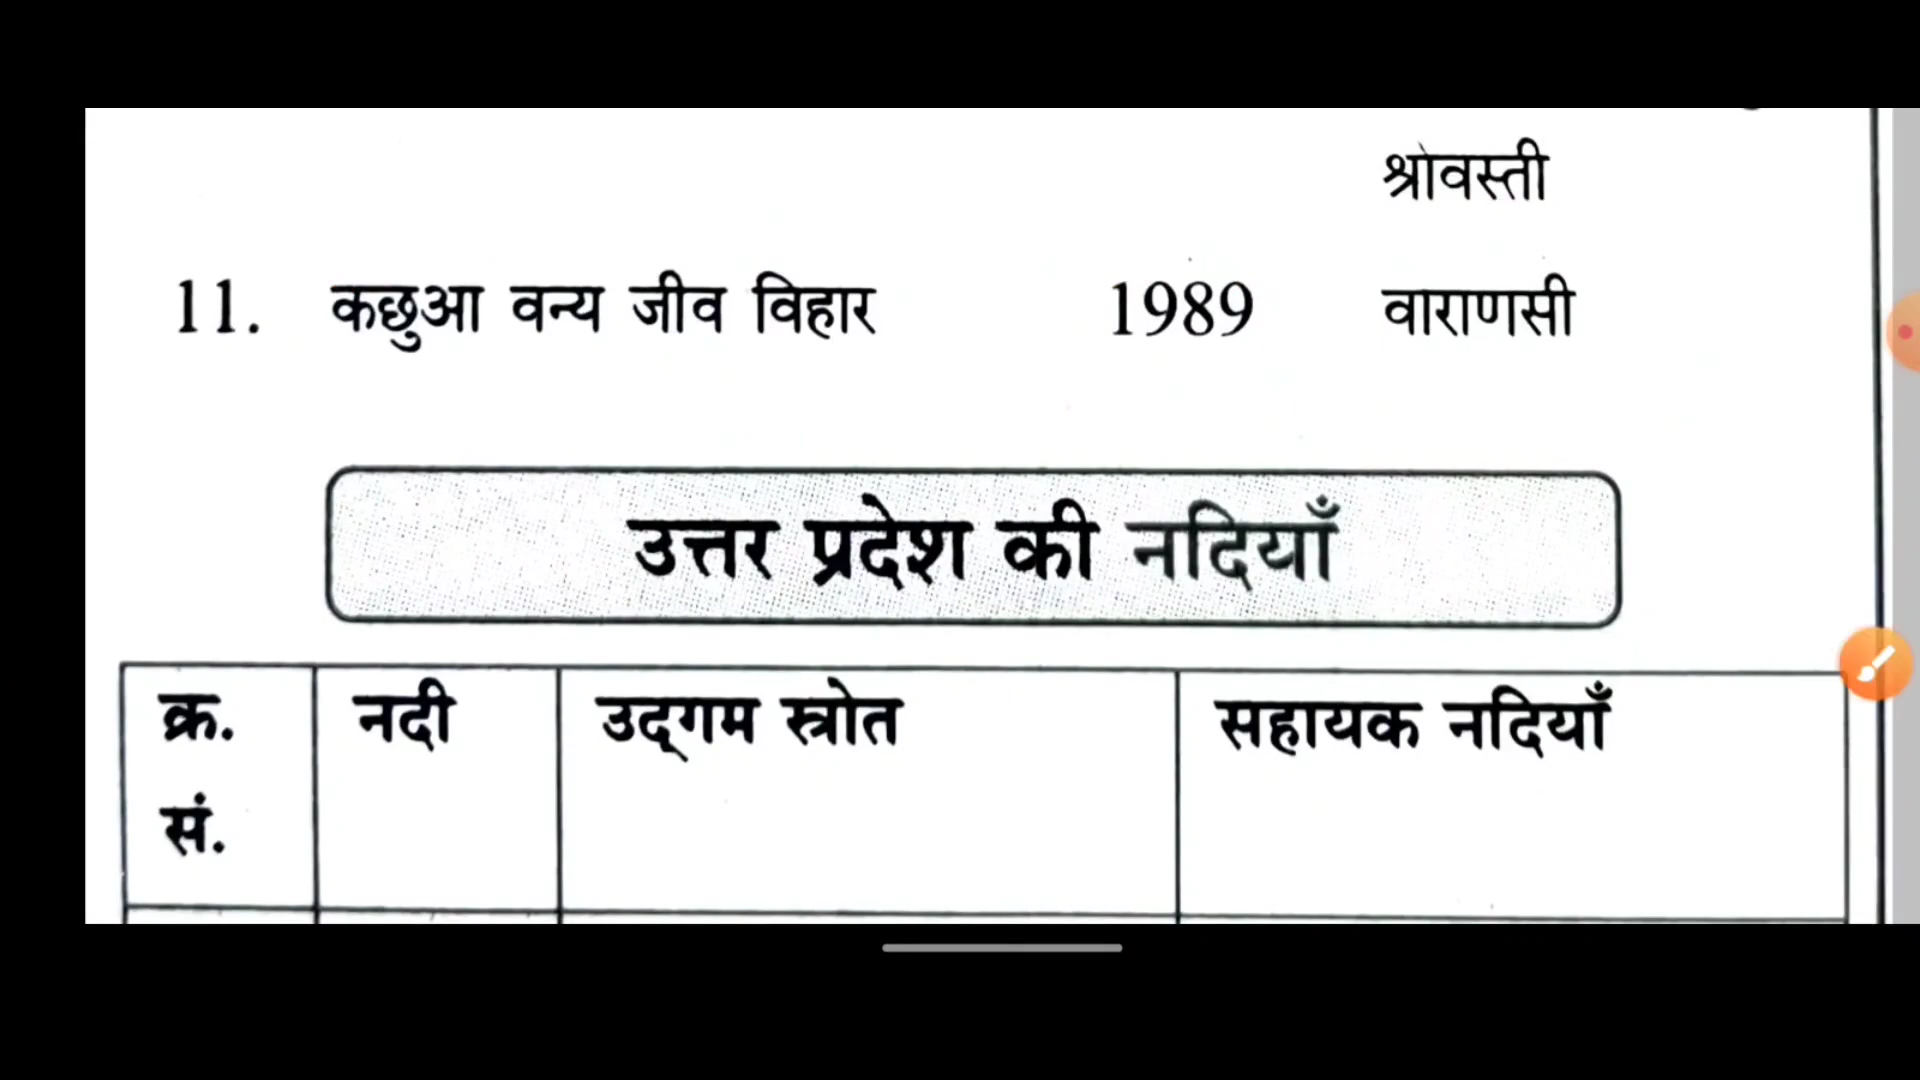 श्रावस्ती
11. कछुआ वन्य जीव विहार 1989 वाराणसी
उत्तर प्रदेश की नदियाँ
क्र. नदी उद्‌गम स्त्रोत सहायक नदियाँ
सं.